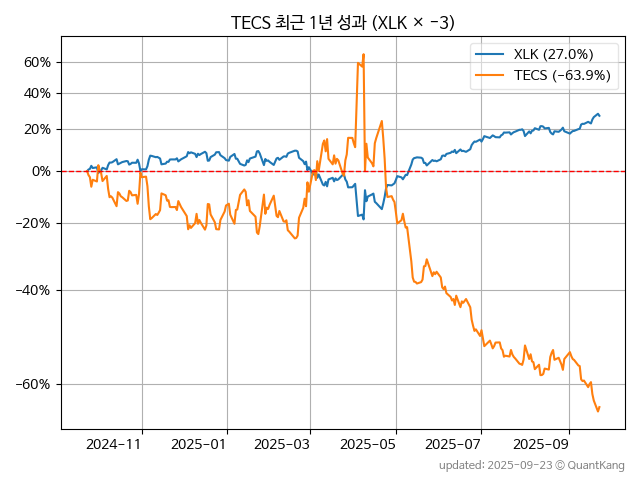 TECS 최근 1년 성과 (XLK × −3)
XLK (27.0%)
TECS (−63.9%)
60%
40%
20%
0%
−20%
−40%
−60%
2024−11 2025−01 2025−03 2025−05 2025−07 2025−09
updated: 2025−09−23 ⓒ QuantKang